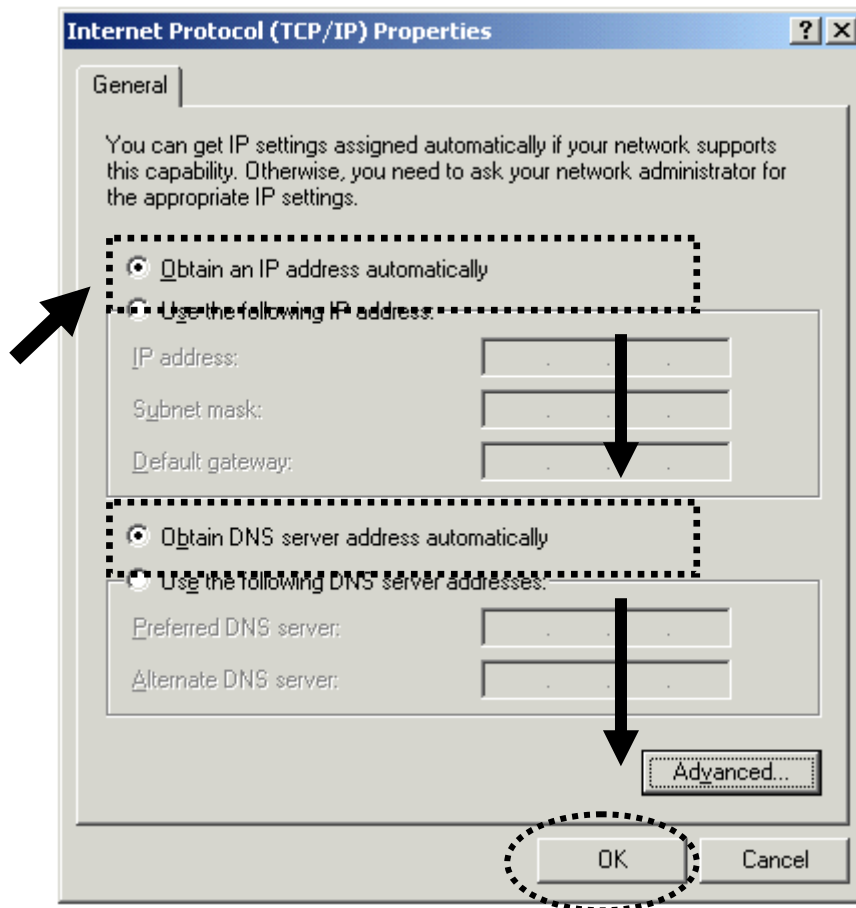 Internet Protocol (TCP/IP) Properties
General
You can get IP settings assigned automatically if your network supports
this capability. Otherwise, you need to ask your network administrator for
the appropriate IP settings.
Obtain an IP address automatically
Use the following IP address:
IP address:
Subnet mask:
Default gateway:
Obtain DNS server address automatically
Use the following DNS server addresses:
Preferred DNS server:
Alternate DNS server:
Advanced...
OK
Cancel